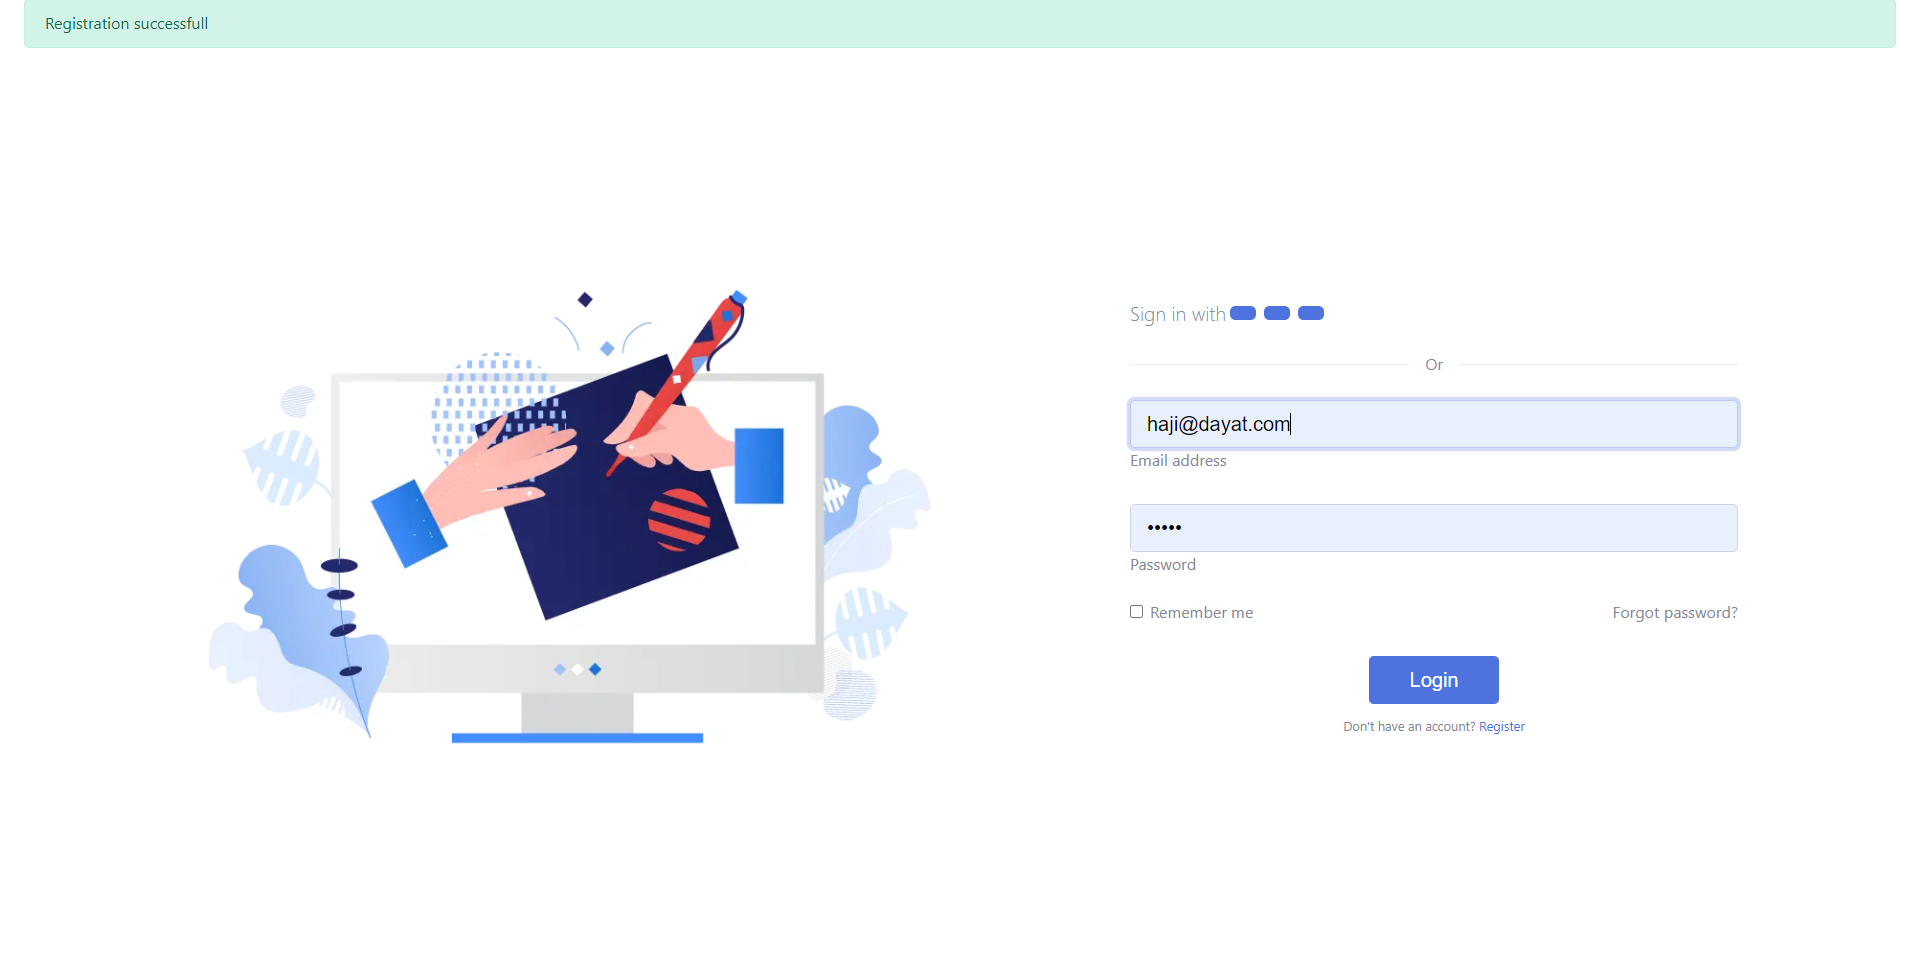 Registration successfull
Sign in with
Or
haji@dayat.com
Email address
•••••
Password
Remember me
Forgot password?
Login
Don't have an account? Register